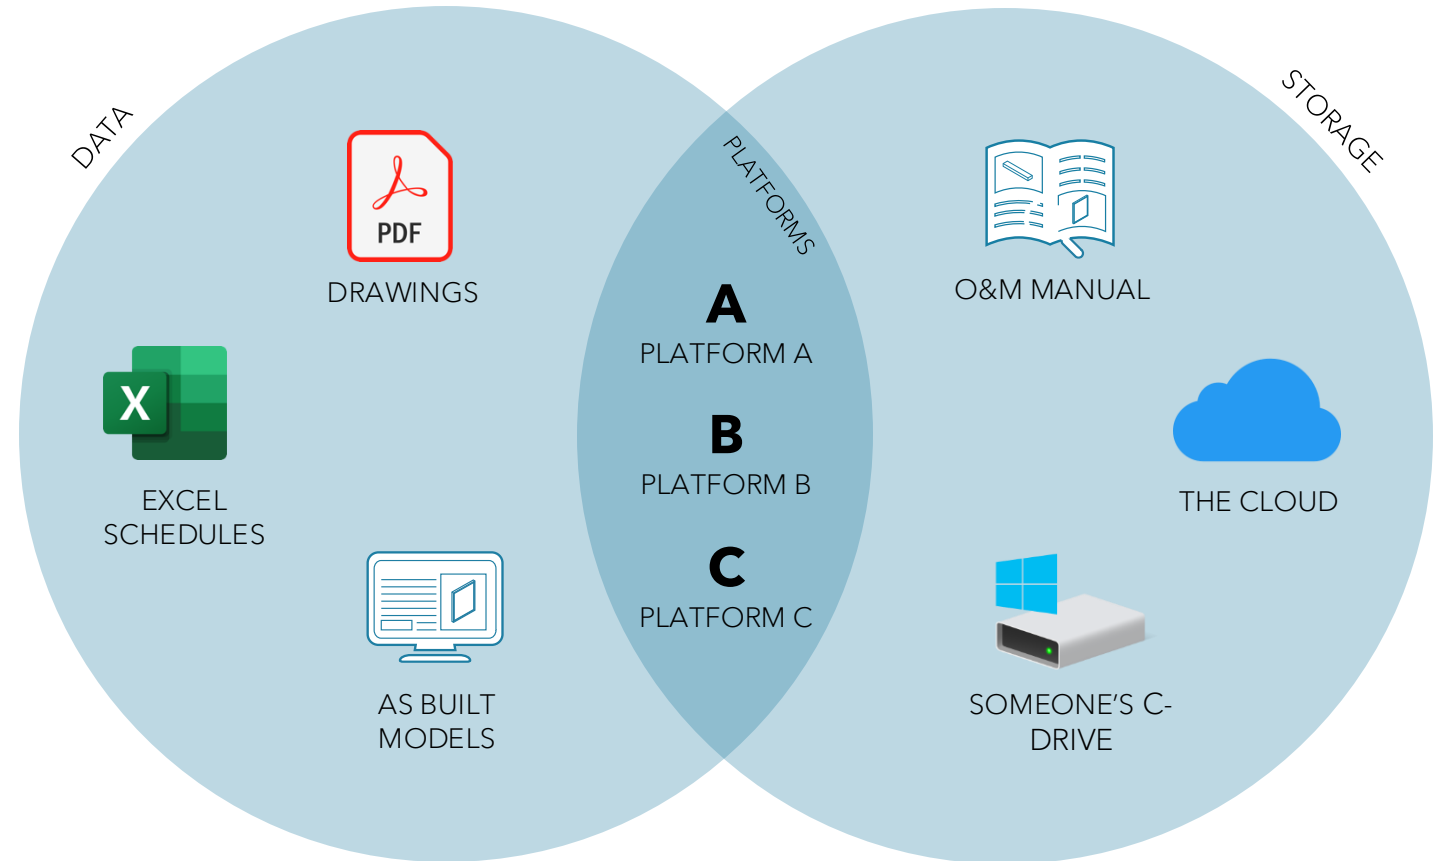 DATA
PDF
DRAWINGS
X
EXCEL
SCHEDULES
AS BUILT
MODELS
PLATFORMS
A
PLATFORM A
B
PLATFORM B
C
PLATFORM C
STORAGE
O&M MANUAL
THE CLOUD
SOMEONE’S C-
DRIVE